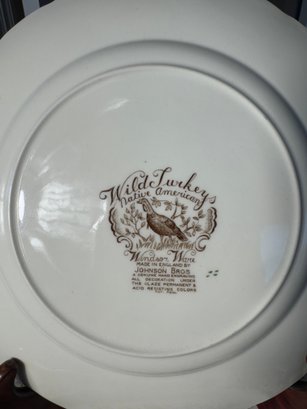 Wild Turkeys
Native American
Windsor Ware
MADE IN ENGLAND BY
JOHNSON BROS
A GENUINE HAND ENGRAVING
ALL DECORATION UNDER
THE GLAZE PERMANENT &
ACID RESISTING COLORS